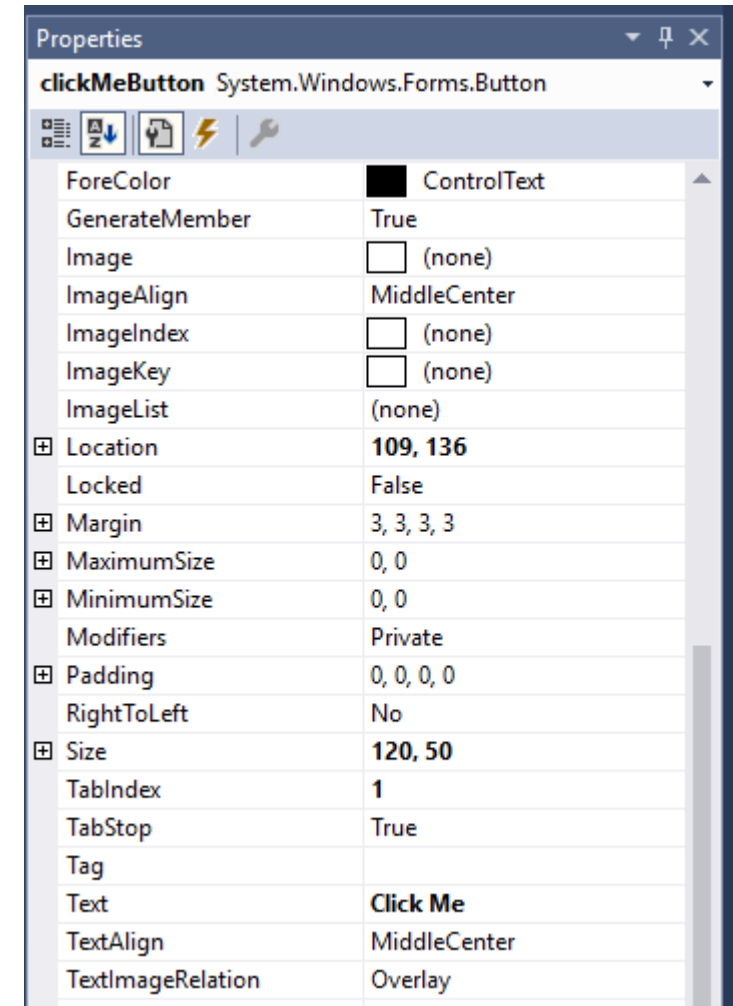 Properties
clickMeButton System.Windows.Forms.Button
ForeColor ControlText
GenerateMember True
Image (none)
ImageAlign MiddleCenter
ImageIndex (none)
ImageKey (none)
ImageList (none)
Location 109, 136
Locked False
Margin 3, 3, 3, 3
MaximumSize 0, 0
MinimumSize 0, 0
Modifiers Private
Padding 0, 0, 0, 0
RightToLeft No
Size 120, 50
TabIndex 1
TabStop True
Tag
Text Click Me
TextAlign MiddleCenter
TextImageRelation Overlay